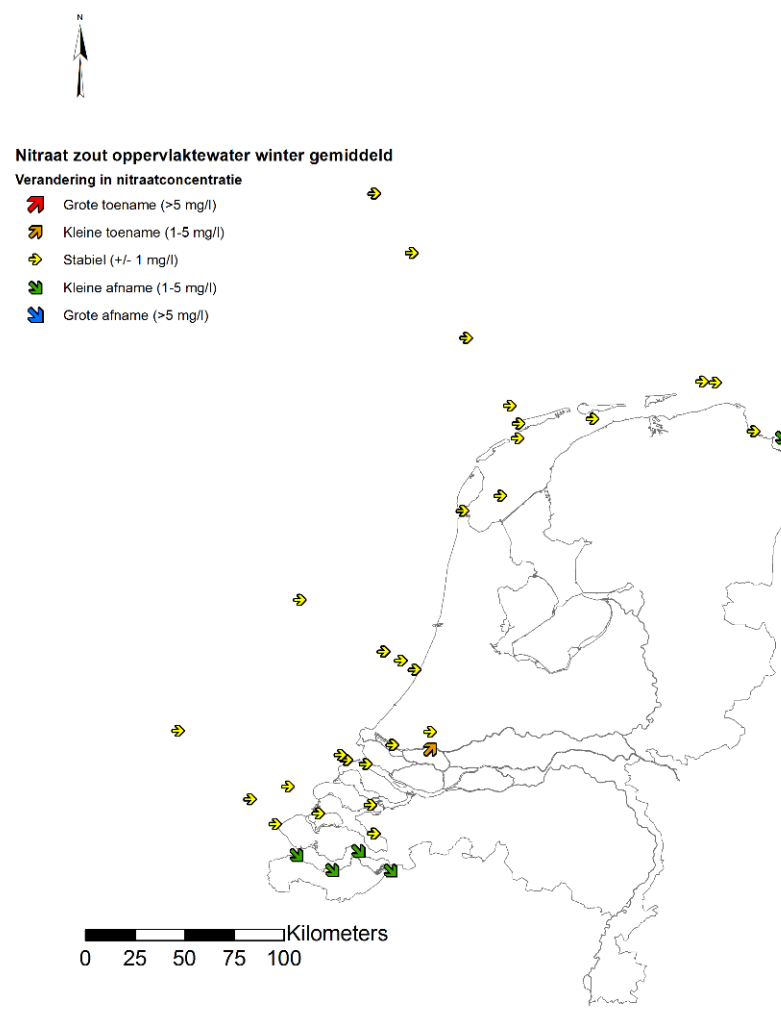 N
Nitraat zout oppervlaktewater winter gemiddeld
Verandering in nitraatconcentratie
Grote toename (>5 mg/l)
Kleine toename (1-5 mg/l)
Stabiel (+/- 1 mg/l)
Kleine afname (1-5 mg/l)
Grote afname (>5 mg/l)
Kilometers
0 25 50 75 100